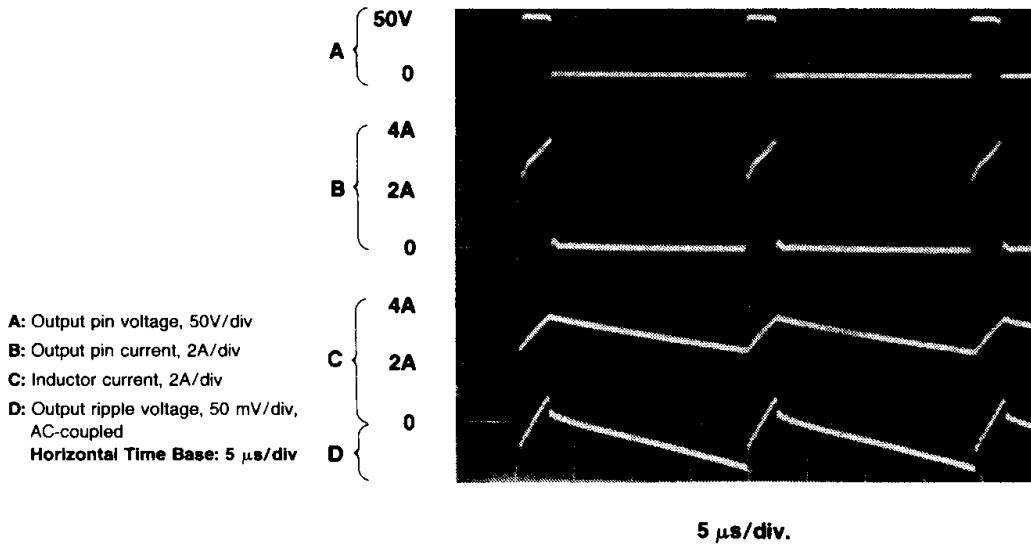 50V
A
0
4A
B
2A
0
4A
C
2A
0
D
A: Output pin voltage, 50V/div
B: Output pin current, 2A/div
C: Inductor current, 2A/div
D: Output ripple voltage, 50 mV/div,
AC-coupled
Horizontal Time Base: 5 μs/div
5 μs/div.